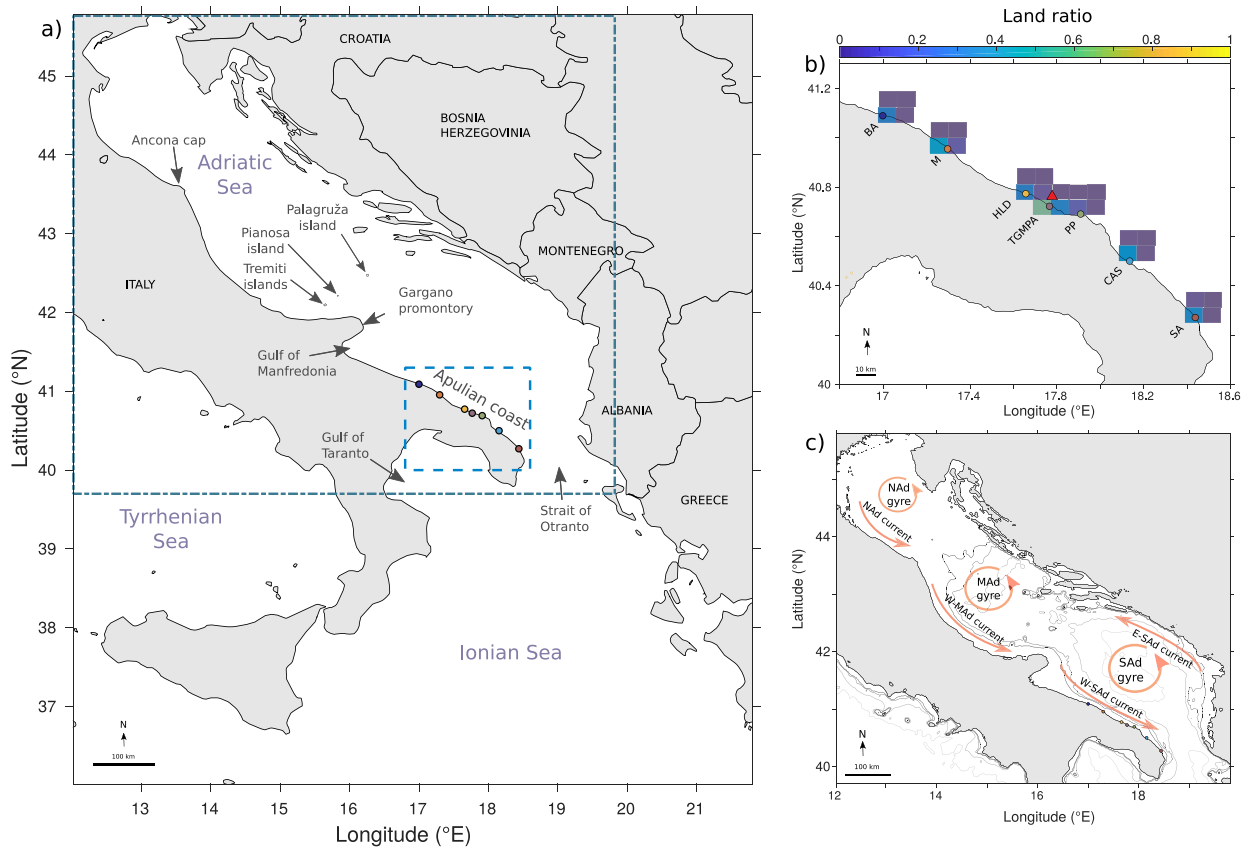 a)
CROATIA
BOSNIA
HERZEGOVINIA
Ancona cap
Adriatic
Sea
Palagruža
island
Pianosa
island
Tremiti
islands
MONTENEGRO
ITALY
Gargano
promontory
Gulf of
Manfredonia
Apulian coast
ALBANIA
Gulf of
Taranto
GREECE
Strait of
Otranto
Tyrrhenian
Sea
Ionian Sea
N
100 km
45
44
43
42
41
40
39
38
37
Latitude (°N)
13
14
15
16
17
18
19
20
21
Longitude (°E)
Land ratio
0
0.2
0.4
0.6
0.8
1
b)
41.2
40.8
40.4
40
Latitude (°N)
BA
M
HLD
TGMPA
PP
CAS
SA
N
10 km
17
17.4
17.8
18.2
18.6
Longitude (°E)
c)
NAd
gyre
NAd current
MAd
gyre
W-MAd current
E-SAd current
SAd
gyre
W-SAd current
N
100 km
44
42
40
Latitude (°N)
12
14
16
18
Longitude (°E)